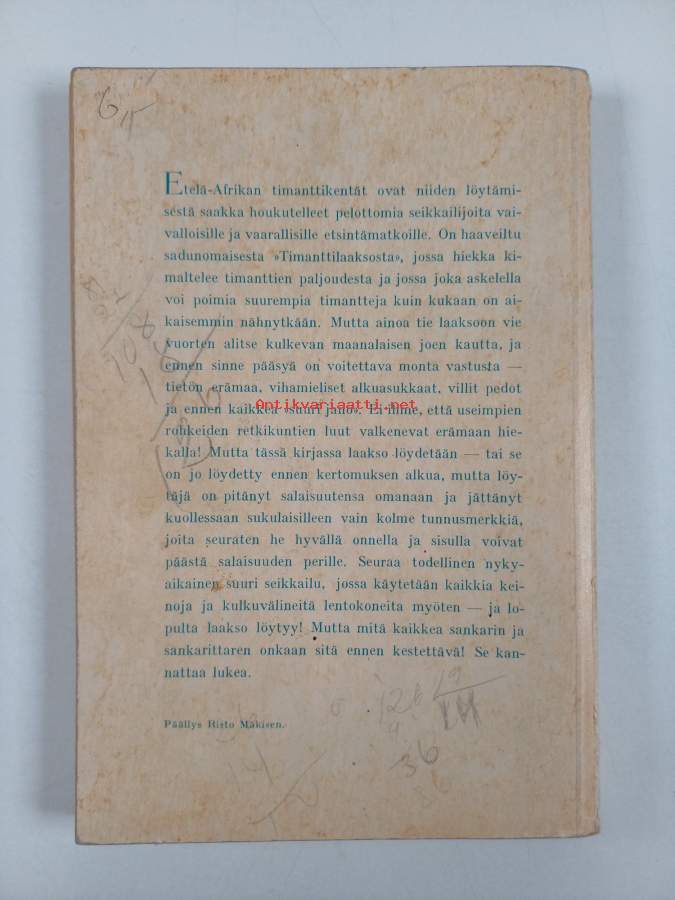 Etelä-Afrikan timanttikentät ovat niiden löytämi-
sestä saakka houkutelleet pelottomia seikkailijoita vai-
valloisille ja vaarallisille etsintämatkoille. On haaveiltu
sadunomaisesta »Timanttilaaksosta», jossa hiekka ki-
maltelee timanttien paljoudesta ja jossa joka askelella
voi poimia suurempia timantteja kuin kukaan on ai-
kaisemmin nähnytkään. Mutta ainoa tie laaksoon vie
vuorten alitse kulkevan maanalaisen joen kautta, ja
ennen sinne pääsyä on voitettava monta vastusta —
tietön erämaa, vihamieliset alkuasukkaat, villit pedot
Antikvariaatti.net
ja ennen kaikkea »suuri jano». Ei ihme, että useimpien
rohkeiden retkikuntien luut valkenevat erämaan hie-
kalla! Mutta tässä kirjassa laakso löydetään — tai se
on jo löydetty ennen kertomuksen alkua, mutta löy-
täjä on pitänyt salaisuutensa omanaan ja jättänyt
kuollessaan sukulaisilleen vain kolme tunnusmerkkiä,
joita seuraten he hyvällä onnella ja sisulla voivat
päästä salaisuuden perille. Seuraa todellinen nyky-
aikainen suuri seikkailu, jossa käytetään kaikkia kei-
noja ja kulkuvälineitä lentokoneita myöten — ja lo-
pulta laakso löytyy! Mutta mitä kaikkea sankarin ja
sankarittaren onkaan sitä ennen kestettävä! Se kan-
nattaa lukea.
36
Päällys Risto Mäkisen.